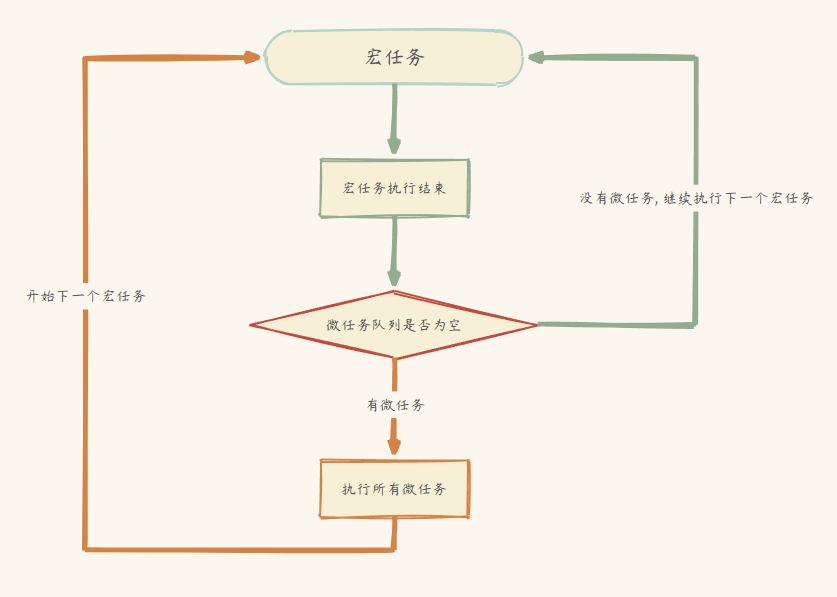 宏任务
宏任务执行结束
没有微任务,继续执行下一个宏任务
开始下一个宏任务
微任务队列是否为空
有微任务
执行所有微任务